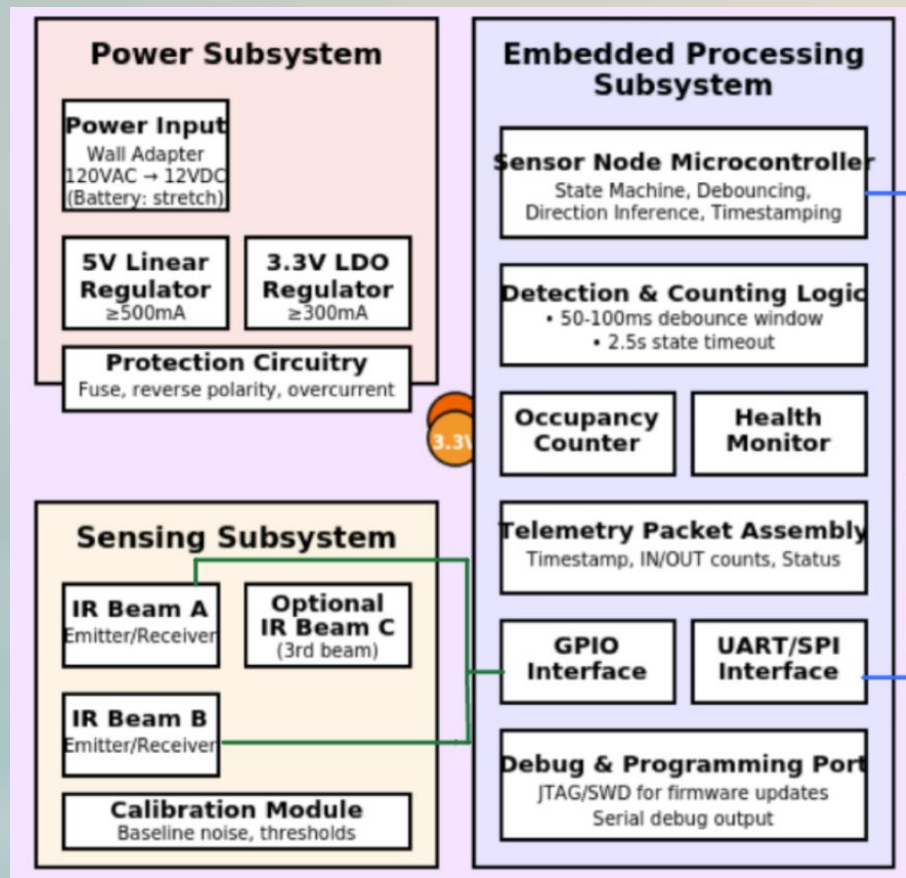 Power Subsystem
Power Input
Wall Adapter
120VAC → 12VDC
(Battery: stretch)
5V Linear
Regulator
≥500mA
3.3V LDO
Regulator
≥300mA
Protection Circuitry
Fuse, reverse polarity, overcurrent
3.3V
Sensing Subsystem
IR Beam A
Emitter/Receiver
Optional
IR Beam C
(3rd beam)
IR Beam B
Emitter/Receiver
Calibration Module
Baseline noise, thresholds
Embedded Processing
Subsystem
Sensor Node Microcontroller
State Machine, Debouncing,
Direction Inference, Timestamping
Detection & Counting Logic
• 50-100ms debounce window
• 2.5s state timeout
Occupancy
Counter
Health
Monitor
Telemetry Packet Assembly
Timestamp, IN/OUT counts, Status
GPIO
Interface
UART/SPI
Interface
Debug & Programming Port
JTAG/SWD for firmware updates
Serial debug output